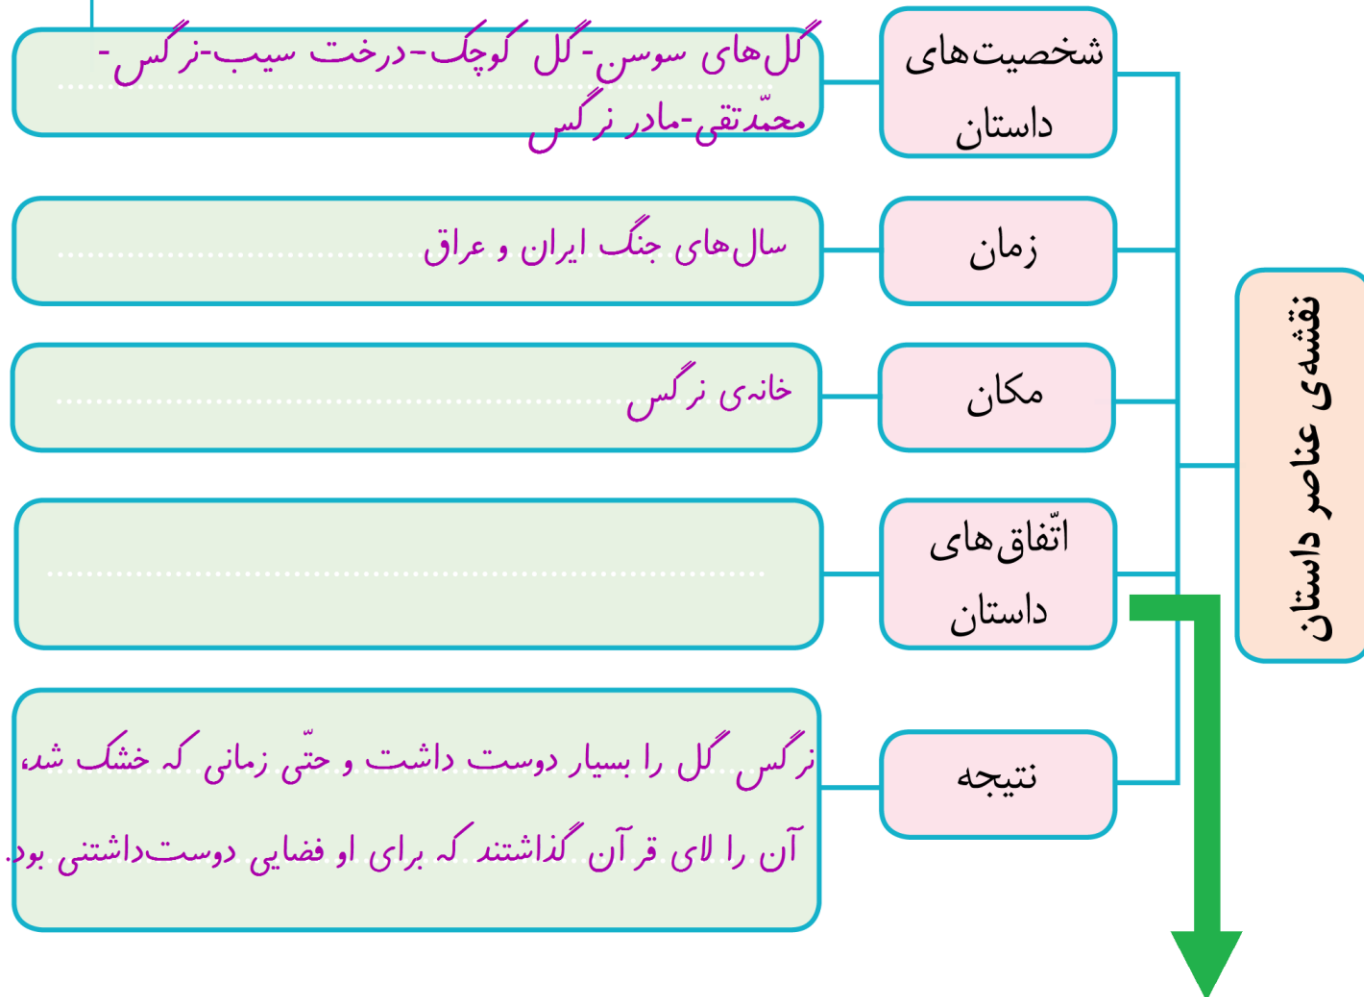 نقشه‌ی عناصر داستان
شخصیت‌های
داستان
گل‌های سوسن-گل کوچک-درخت سیب-نرگس-
محمّدتقی-مادر نرگس
زمان
سال‌های جنگ ایران و عراق
مکان
خانه‌ی نرگس
اتّفاق‌های
داستان
نتیجه
نرگس گل را بسیار دوست داشت و حتّی زمانی که خشک شد،
آن را لای قرآن گذاشتند که برای او فضایی دوست‌داشتنی بود.